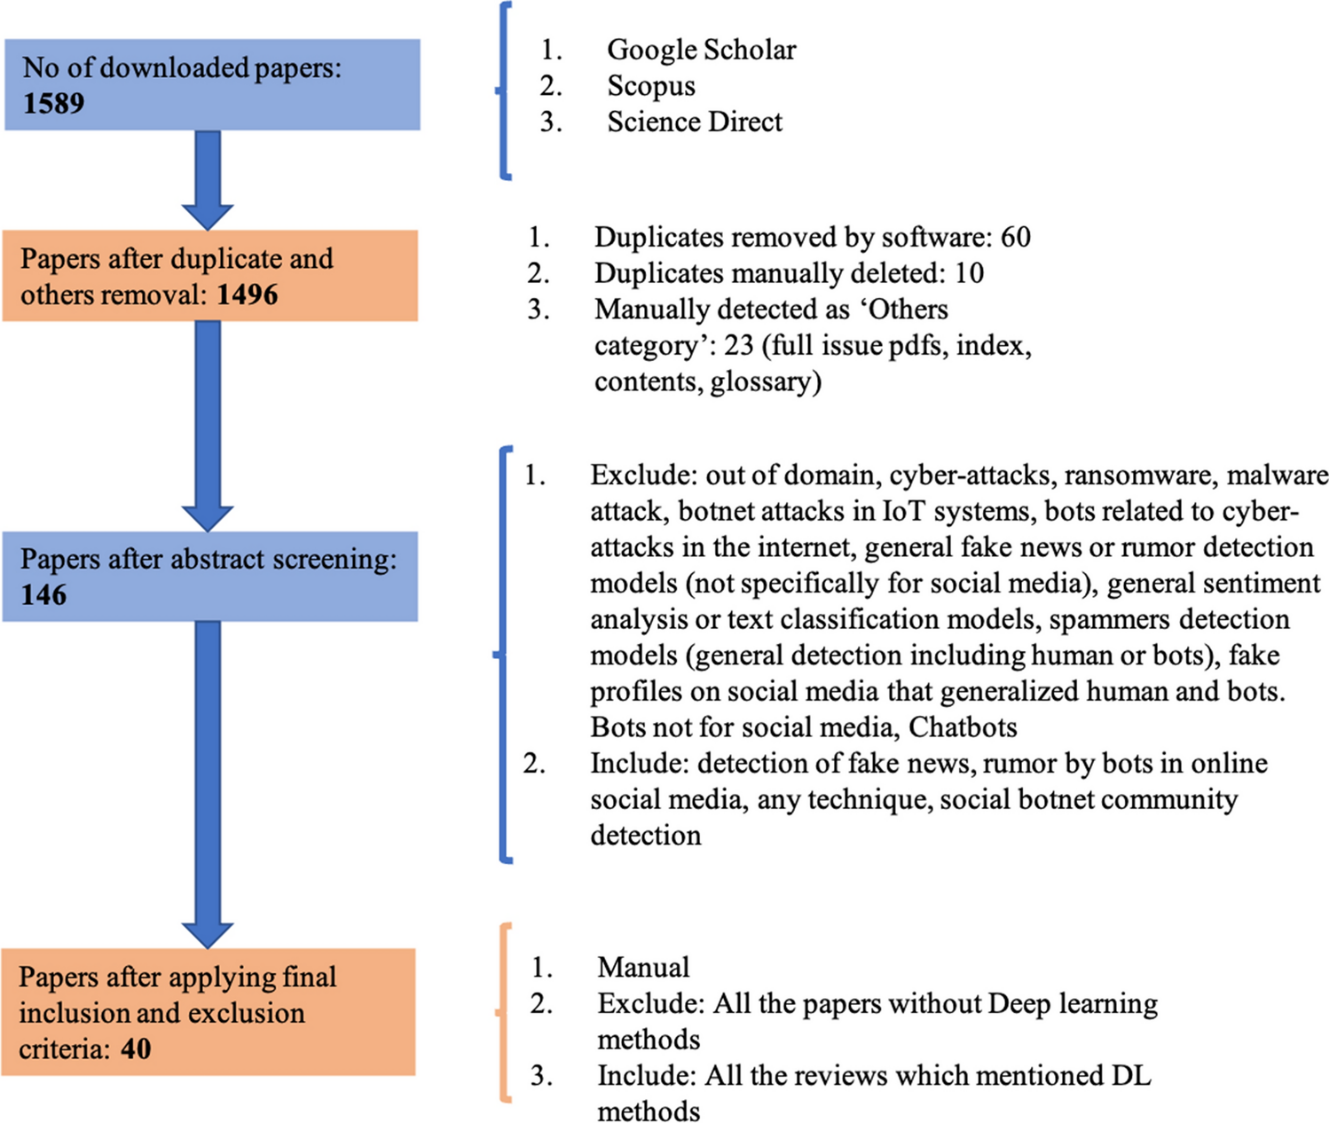 No of downloaded papers:
1589
1. Google Scholar
2. Scopus
3. Science Direct
Papers after duplicate and
others removal: 1496
1. Duplicates removed by software: 60
2. Duplicates manually deleted: 10
3. Manually detected as ‘Others
category’: 23 (full issue pdfs, index,
contents, glossary)
Papers after abstract screening:
146
1. Exclude: out of domain, cyber-attacks, ransomware, malware
attack, botnet attacks in IoT systems, bots related to cyber-
attacks in the internet, general fake news or rumor detection
models (not specifically for social media), general sentiment
analysis or text classification models, spammers detection
models (general detection including human or bots), fake
profiles on social media that generalized human and bots.
Bots not for social media, Chatbots
2. Include: detection of fake news, rumor by bots in online
social media, any technique, social botnet community
detection
Papers after applying final
inclusion and exclusion
criteria: 40
1. Manual
2. Exclude: All the papers without Deep learning
methods
3. Include: All the reviews which mentioned DL
methods